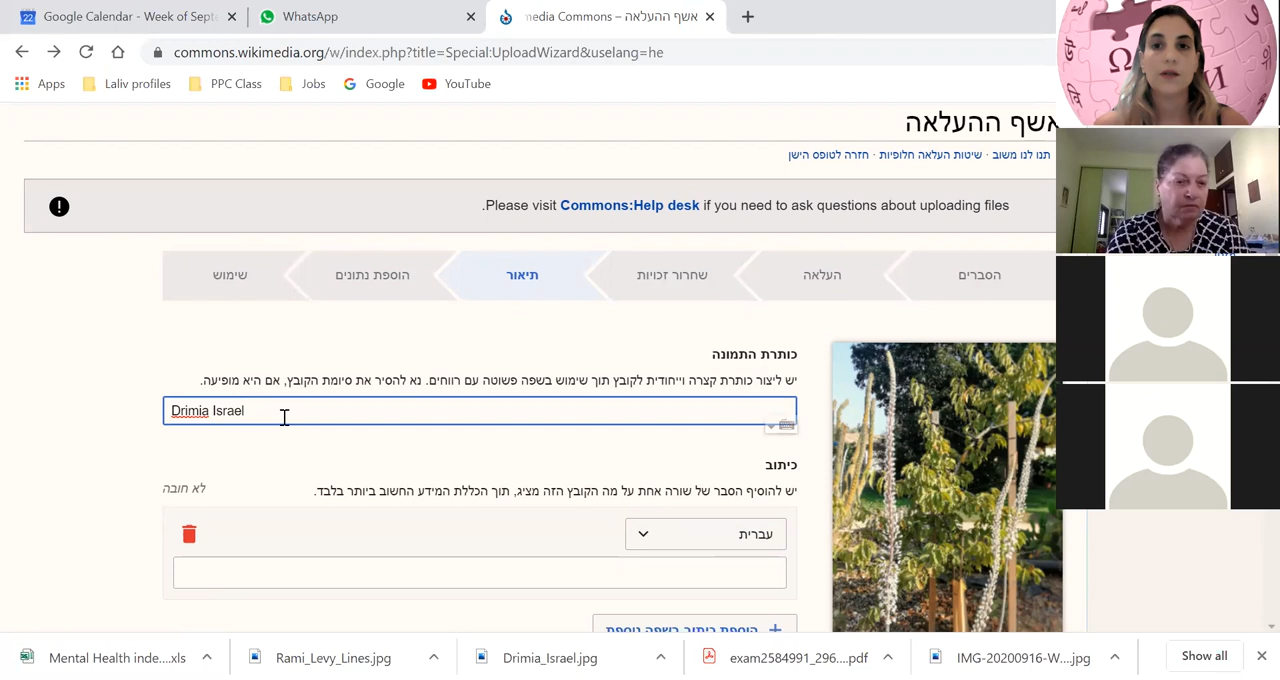 Google Calendar - Week of Septe
WhatsApp
אשף ההעלאה – media Commons
commons.wikimedia.org/w/index.php?title=Special:UploadWizard&uselang=he
Apps
Laliv profiles
PPC Class
Jobs
Google
YouTube
אשף ההעלאה
תנו לנו משוב · שיטות העלאה חלופיות · חזרה לטופס הישן
Please visit Commons:Help desk if you need to ask questions about uploading files.
הסברים
העלאה
שחרור זכויות
תיאור
הוספת נתונים
שימוש
כותרת התמונה
יש ליצור כותרת קצרה וייחודית לקובץ תוך שימוש בשפה פשוטה עם רווחים. נא להסיר את סיומת הקובץ, אם היא מופיעה.
Drimia Israel
כיתוב
יש להוסיף הסבר של שורה אחת על מה הקובץ הזה מציג, תוך הכללת המידע החשוב ביותר בלבד.
לא חובה
עברית
+ הוספת כיתוב בשפה נוספת
Mental Health inde....xls
Rami_Levy_Lines.jpg
Drimia_Israel.jpg
exam2584991_296....pdf
IMG-20200916-W....jpg
Show all